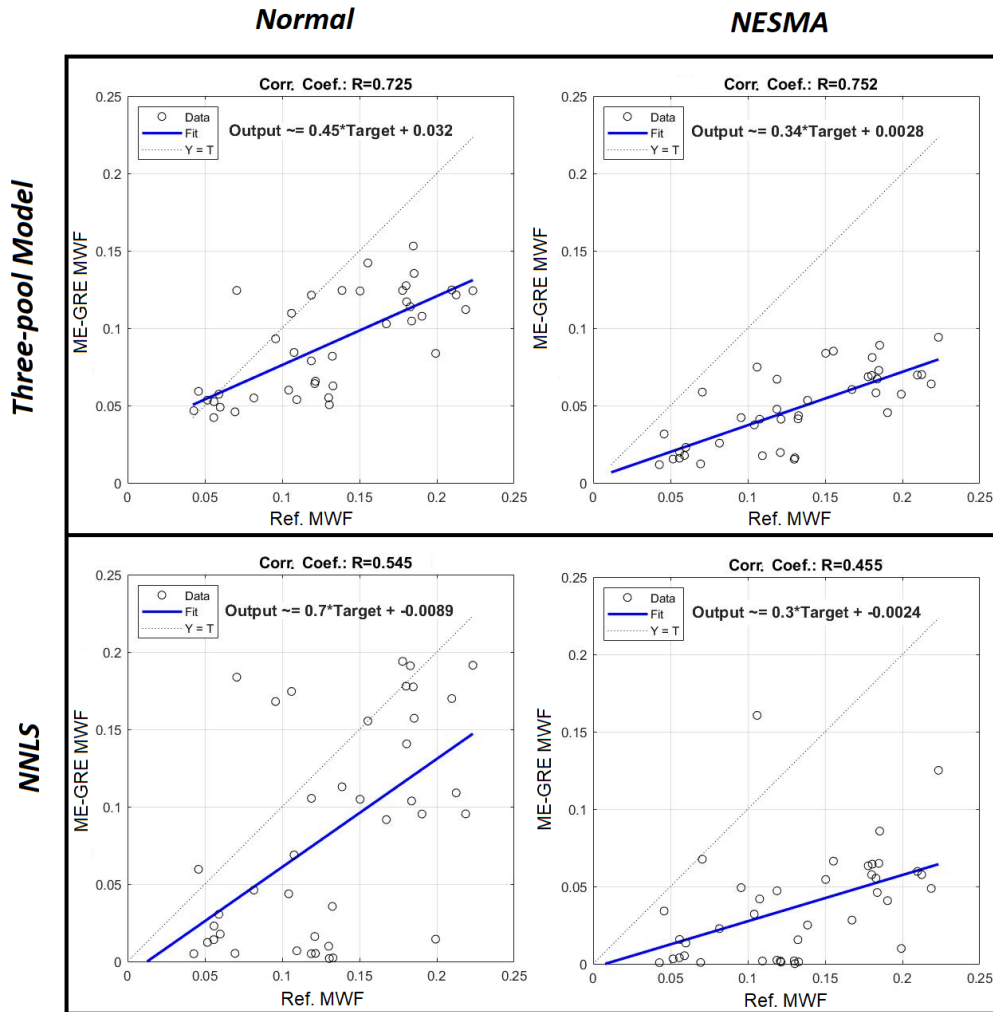 Normal
NESMA
Three-pool Model
Corr. Coef.: R=0.725
0.25
Data
Fit
Y = T
Output ~= 0.45*Target + 0.032
0.2
0.15
0.1
0.05
0
ME-GRE MWF
0
0.05
0.1
0.15
0.2
0.25
Ref. MWF
Corr. Coef.: R=0.752
0.25
Data
Fit
Y = T
Output ~= 0.34*Target + 0.0028
0.2
0.15
0.1
0.05
0
ME-GRE MWF
0
0.05
0.1
0.15
0.2
0.25
Ref. MWF
NNLS
Corr. Coef.: R=0.545
0.25
Data
Fit
Y = T
Output ~= 0.7*Target + -0.0089
0.2
0.15
0.1
0.05
0
ME-GRE MWF
0
0.05
0.1
0.15
0.2
0.25
Ref. MWF
Corr. Coef.: R=0.455
0.25
Data
Fit
Y = T
Output ~= 0.3*Target + -0.0024
0.2
0.15
0.1
0.05
0
ME-GRE MWF
0
0.05
0.1
0.15
0.2
0.25
Ref. MWF